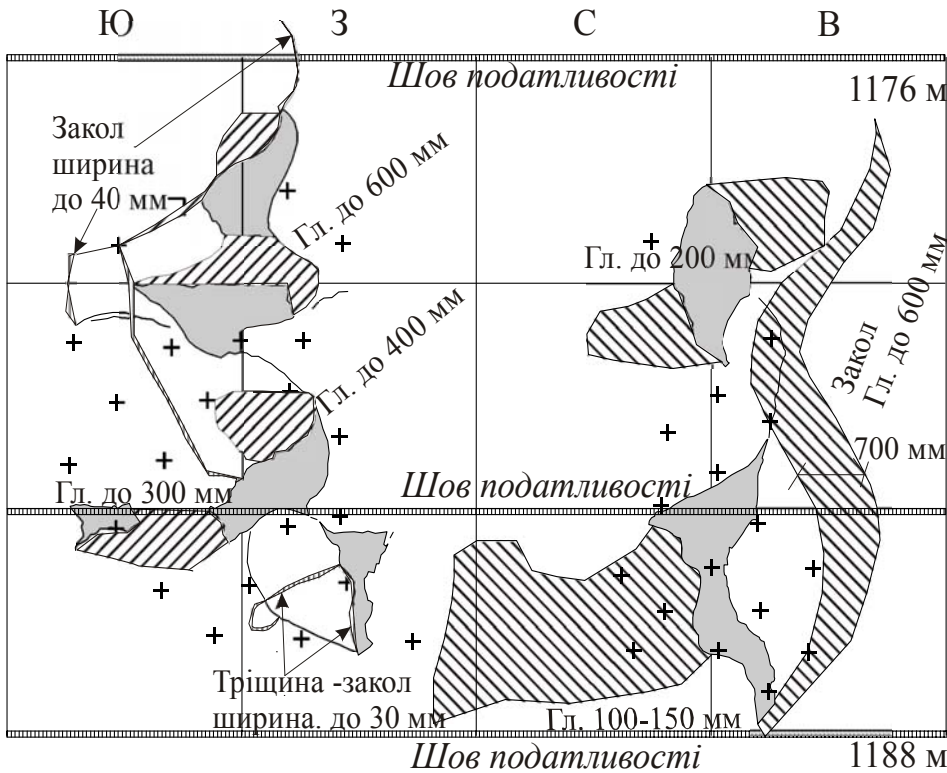 Ю З С В
Шов податливості
1176 м
Закол
ширина
до 40 мм
Гл. до 600 мм
Гл. до 200 мм
Гл. до 400 мм
Закол
Гл. до 600 мм
700 мм
Гл. до 300 мм
Шов податливості
Тріщина -закол
ширина. до 30 мм
Гл. 100-150 мм
Шов податливості
1188 м